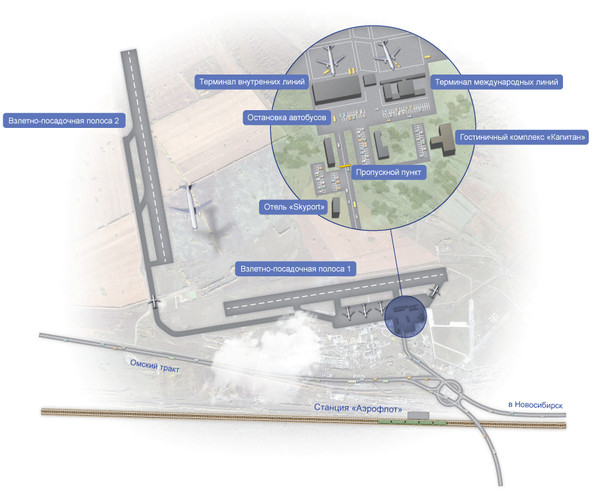 Терминал внутренних линий
Терминал международных линий
Остановка автобусов
Взлетно-посадочная полоса 2
Гостиничный комплекс «Капитан»
Пропускной пункт
Отель «Skyport»
Взлетно-посадочная полоса 1
Омский тракт
Станция «Аэрофлот»
в Новосибирск